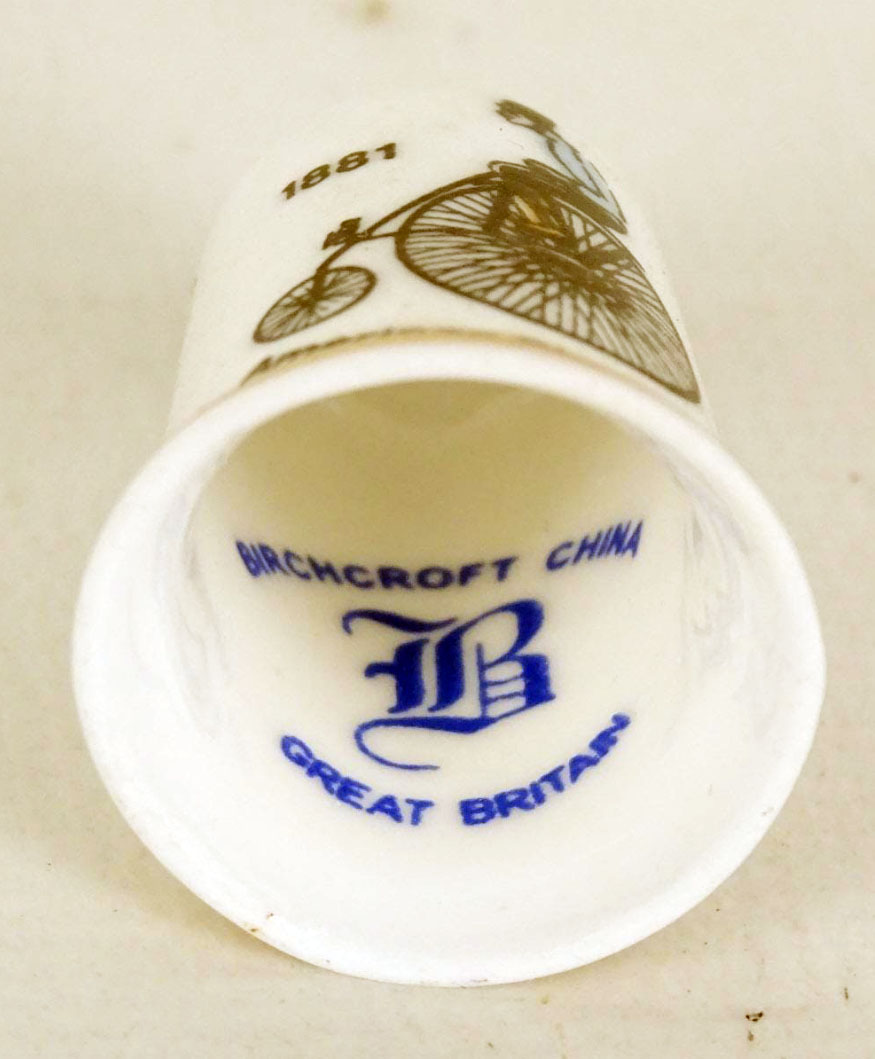 1881
BIRCHCROFT CHINA
B
GREAT BRITAIN